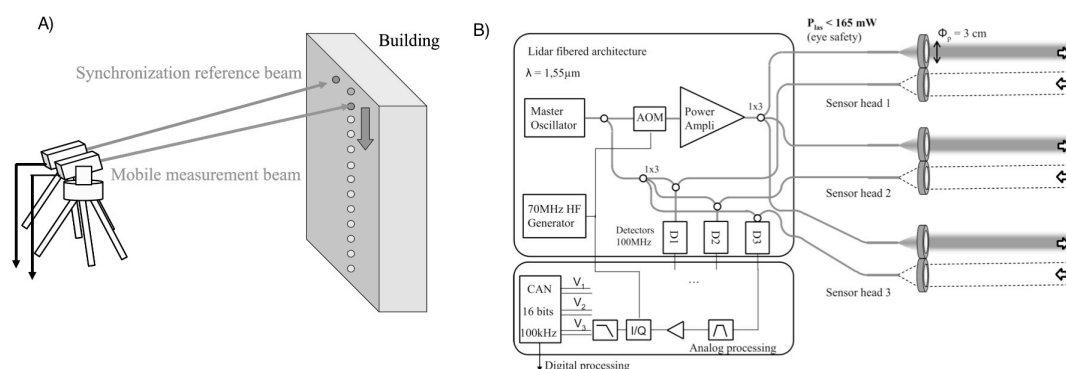 A)
Building
Synchronization reference beam
Mobile measurement beam
B)
Lidar fibered architecture
λ = 1,55µm
Master
Oscillator
AOM
Power
Ampli
1x3
1x3
70MHz HF
Generator
Detectors
100MHz
D1
D2
D3
P_las < 165 mW
(eye safety)
Φ_p = 3 cm
Sensor head 1
Sensor head 2
Sensor head 3
CAN
16 bits
100kHz
V_1
V_2
V_3
I/Q
...
Analog processing
Digital processing